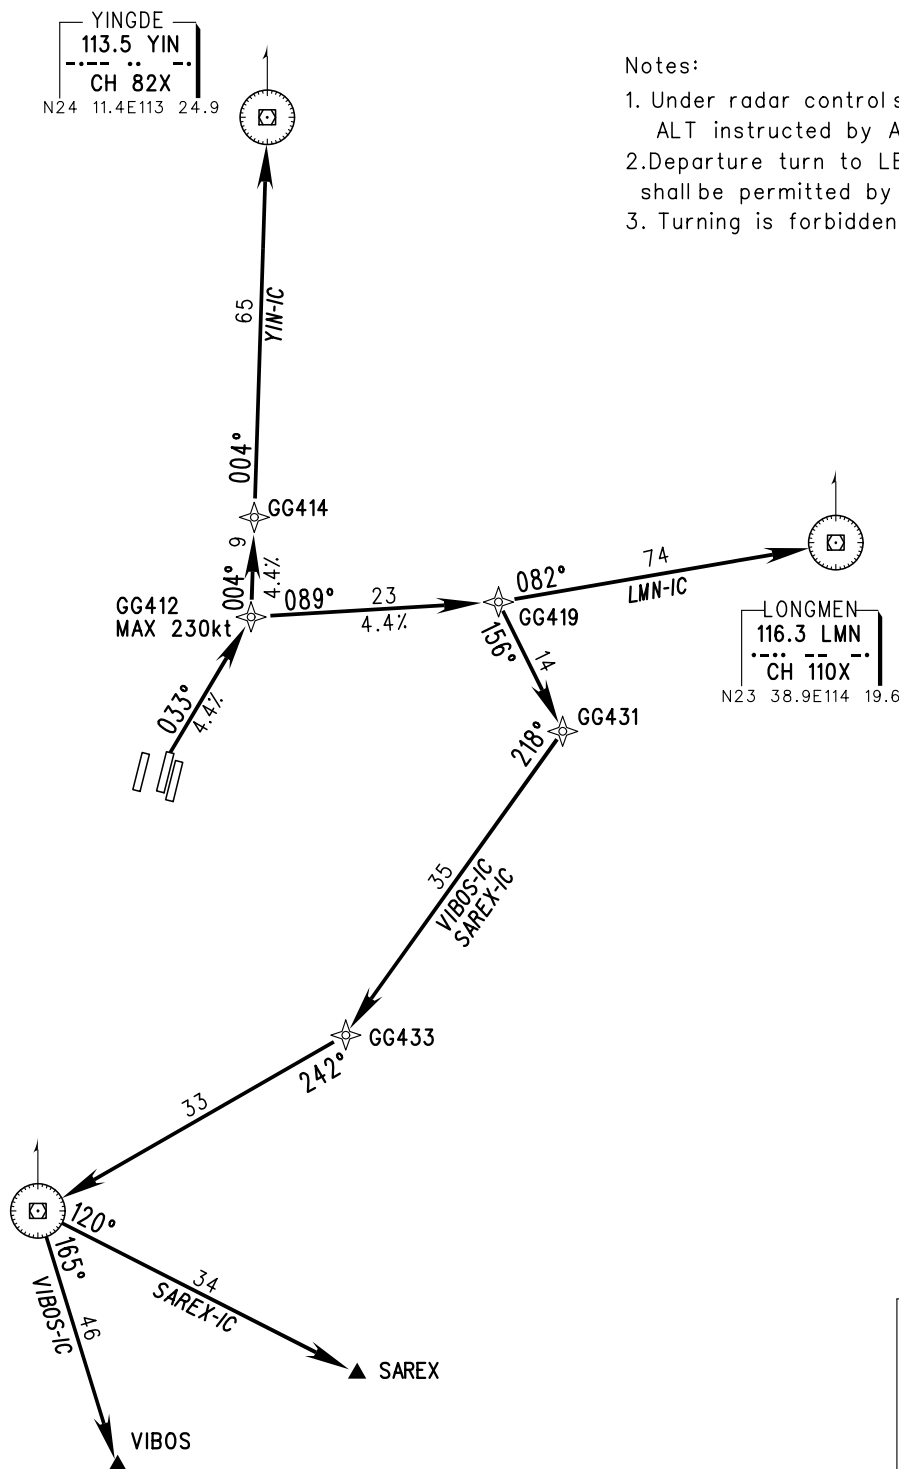 YINGDE
113.5 YIN
-.-- .. -.
CH 82X
N24 11.4E113 24.9
Notes:
1. Under radar control s
ALT instructed by A
2.Departure turn to LE
shall be permitted by
3. Turning is forbidden
65
YIN-IC
004°
GG414
9
004°
4.4%
GG412
MAX 230kt
089°
23
4.4%
GG419
082°
74
LMN-IC
LONGMEN
116.3 LMN
.-.. -- -.
CH 110X
N23 38.9E114 19.6
033°
4.4%
156°
14
GG431
218°
35
VIBOS-IC
SAREX-IC
GG433
242°
33
120°
165°
34
SAREX-IC
VIBOS-IC
46
SAREX
VIBOS